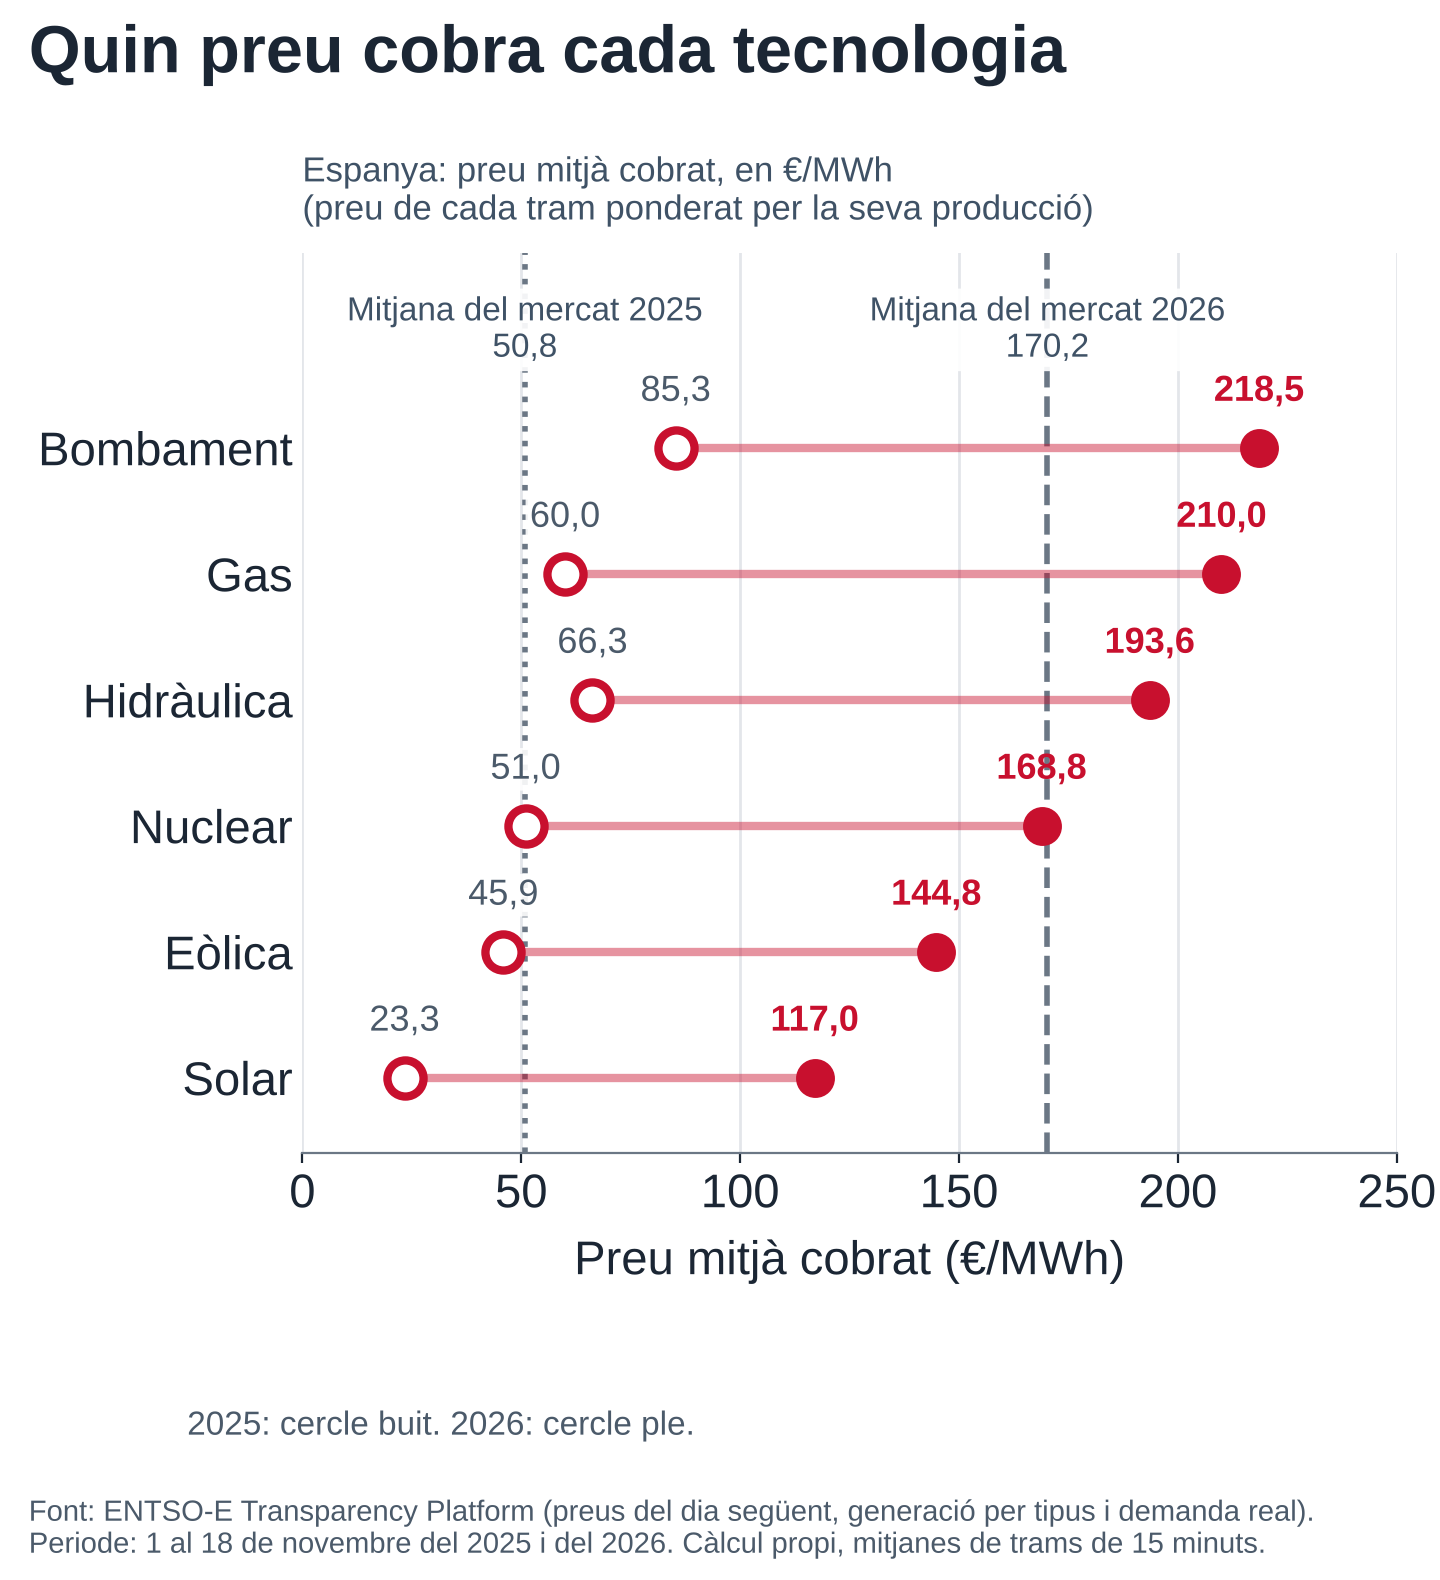 Quin preu cobra cada tecnologia
Espanya: preu mitjà cobrat, en €/MWh
(preu de cada tram ponderat per la seva producció)
Mitjana del mercat 2025
50,8
Mitjana del mercat 2026
170,2
85,3
218,5
Bombament
60,0
210,0
Gas
66,3
193,6
Hidràulica
51,0
168,8
Nuclear
45,9
144,8
Eòlica
23,3
117,0
Solar
0
50
100
150
200
250
Preu mitjà cobrat (€/MWh)
2025: cercle buit. 2026: cercle ple.
Font: ENTSO-E Transparency Platform (preus del dia següent, generació per tipus i demanda real).
Periode: 1 al 18 de novembre del 2025 i del 2026. Càlcul propi, mitjanes de trams de 15 minuts.